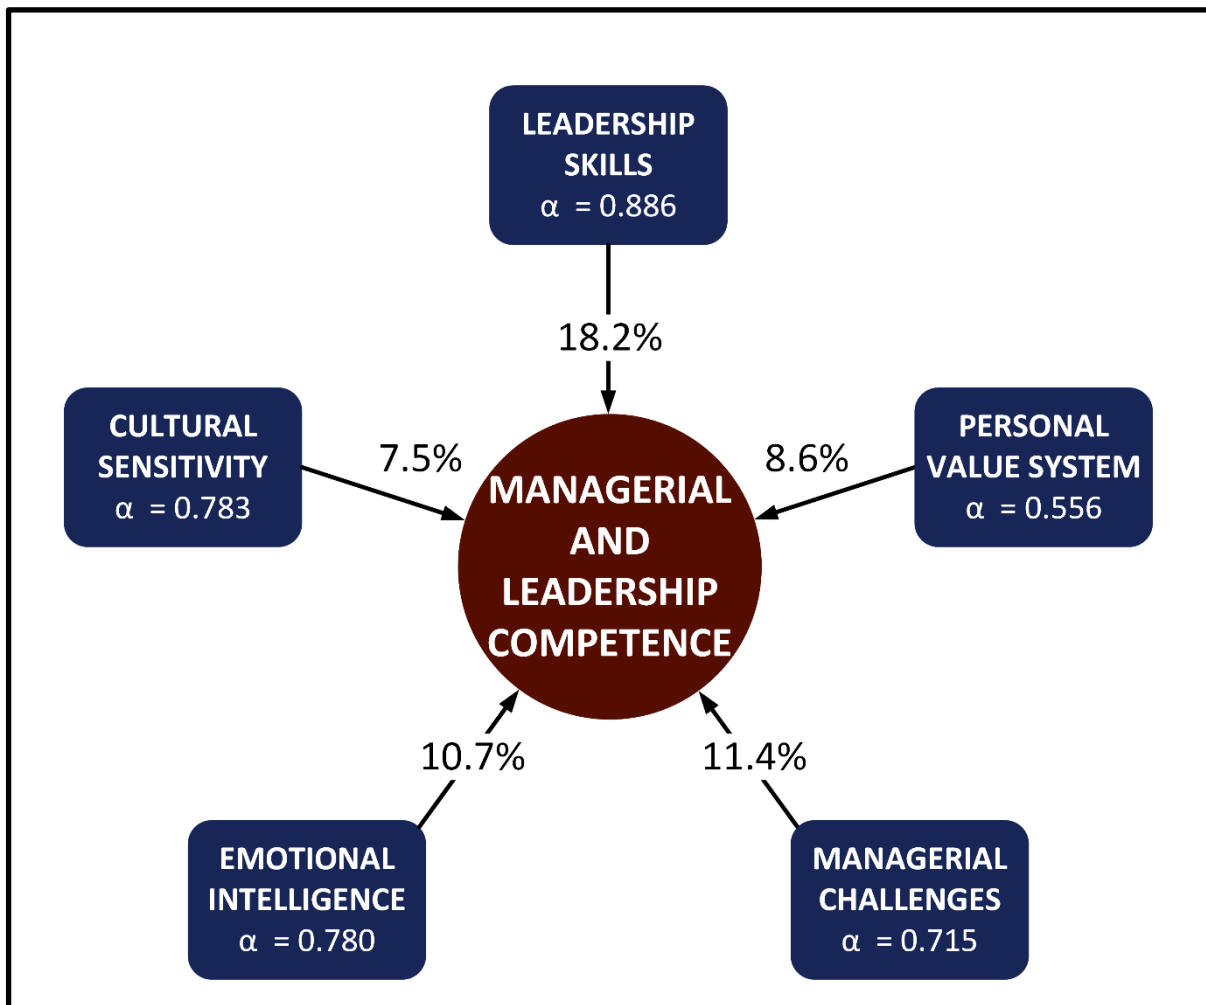 LEADERSHIP
SKILLS
α  = 0.886
18.2%
CULTURAL
SENSITIVITY
α  = 0.783
7.5%
8.6%
PERSONAL
VALUE SYSTEM
α  = 0.556
MANAGERIAL
AND
LEADERSHIP
COMPETENCE
10.7%
11.4%
EMOTIONAL
INTELLIGENCE
α  = 0.780
MANAGERIAL
CHALLENGES
α  = 0.715